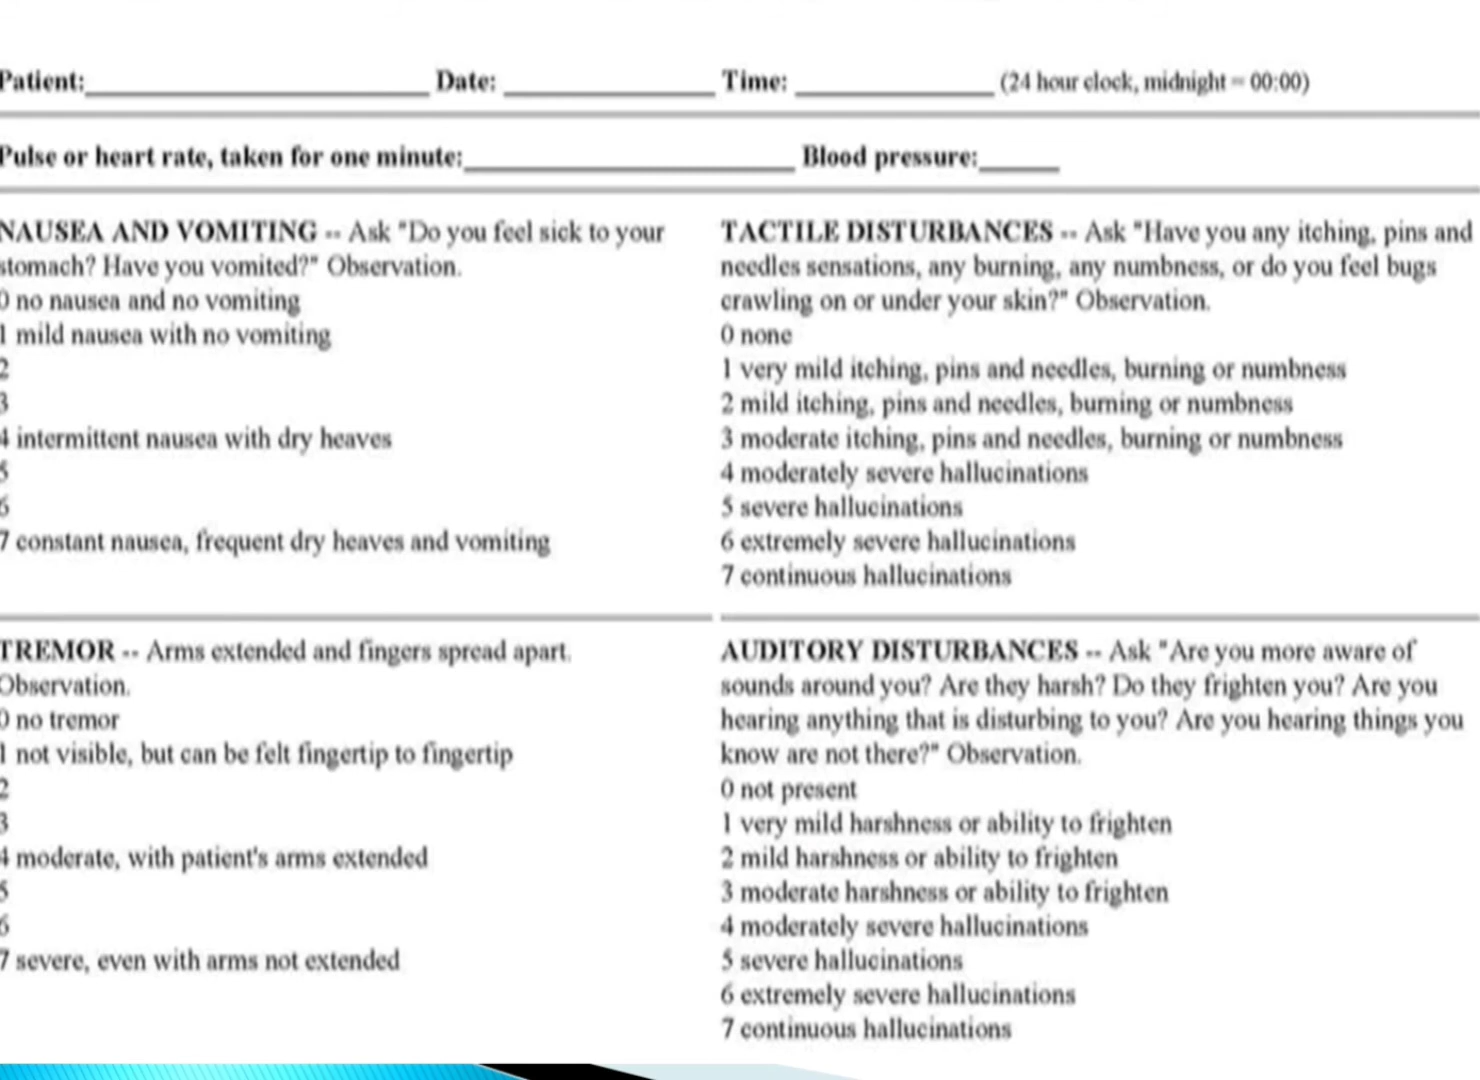 Patient:____________________ Date: ____________ Time: ____________ (24 hour clock, midnight = 00:00)
Pulse or heart rate, taken for one minute:____________________ Blood pressure:_____
NAUSEA AND VOMITING -- Ask "Do you feel sick to your
stomach? Have you vomited?" Observation.
0 no nausea and no vomiting
1 mild nausea with no vomiting
2
3
4 intermittent nausea with dry heaves
5
6
7 constant nausea, frequent dry heaves and vomiting
TACTILE DISTURBANCES -- Ask "Have you any itching, pins and
needles sensations, any burning, any numbness, or do you feel bugs
crawling on or under your skin?" Observation.
0 none
1 very mild itching, pins and needles, burning or numbness
2 mild itching, pins and needles, burning or numbness
3 moderate itching, pins and needles, burning or numbness
4 moderately severe hallucinations
5 severe hallucinations
6 extremely severe hallucinations
7 continuous hallucinations
TREMOR -- Arms extended and fingers spread apart.
Observation.
0 no tremor
1 not visible, but can be felt fingertip to fingertip
2
3
4 moderate, with patient's arms extended
5
6
7 severe, even with arms not extended
AUDITORY DISTURBANCES -- Ask "Are you more aware of
sounds around you? Are they harsh? Do they frighten you? Are you
hearing anything that is disturbing to you? Are you hearing things you
know are not there?" Observation.
0 not present
1 very mild harshness or ability to frighten
2 mild harshness or ability to frighten
3 moderate harshness or ability to frighten
4 moderately severe hallucinations
5 severe hallucinations
6 extremely severe hallucinations
7 continuous hallucinations